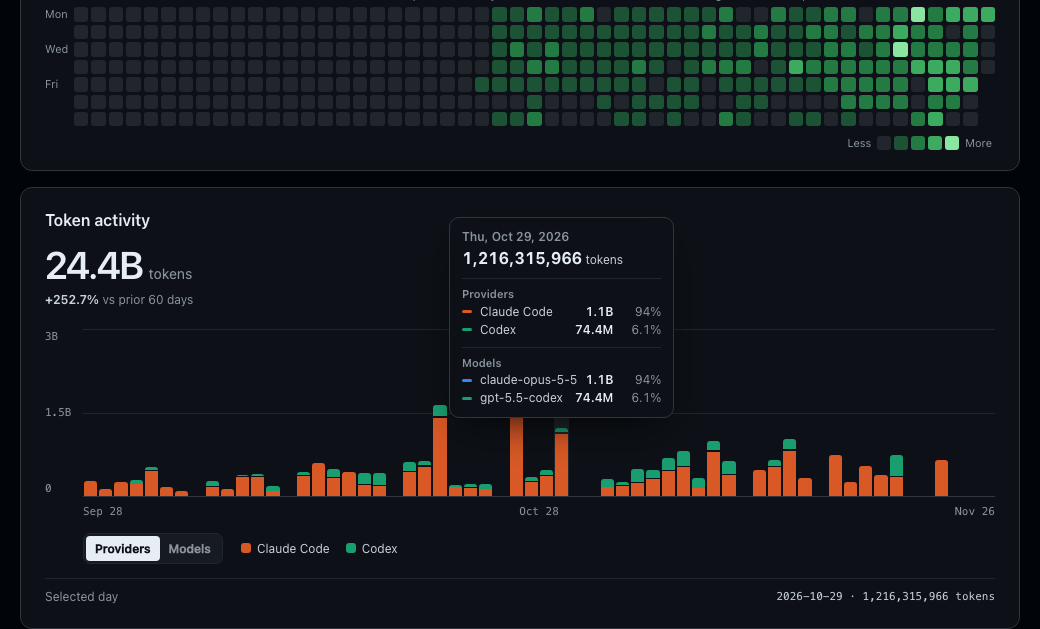 Mon
Wed
Fri
Less More
Token activity
24.4B tokens
+252.7% vs prior 60 days
Thu, Oct 29, 2026
1,216,315,966 tokens
Providers
Claude Code 1.1B 94%
Codex 74.4M 6.1%
Models
claude-opus-5-5 1.1B 94%
gpt-5.5-codex 74.4M 6.1%
3B
1.5B
0
Sep 28 Oct 28 Nov 26
Providers Models Claude Code Codex
Selected day 2026-10-29 · 1,216,315,966 tokens